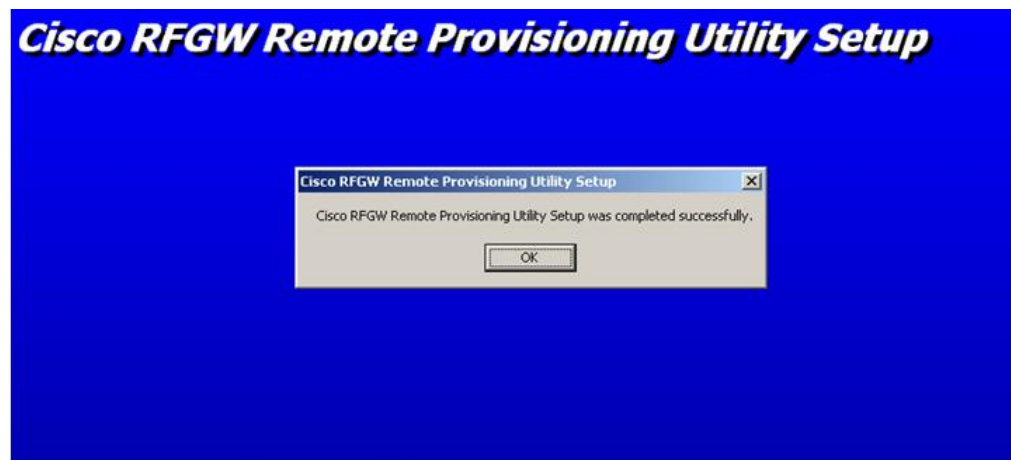 Cisco RFGW Remote Provisioning Utility Setup
Cisco RFGW Remote Provisioning Utility Setup
Cisco RFGW Remote Provisioning Utility Setup was completed successfully.
OK